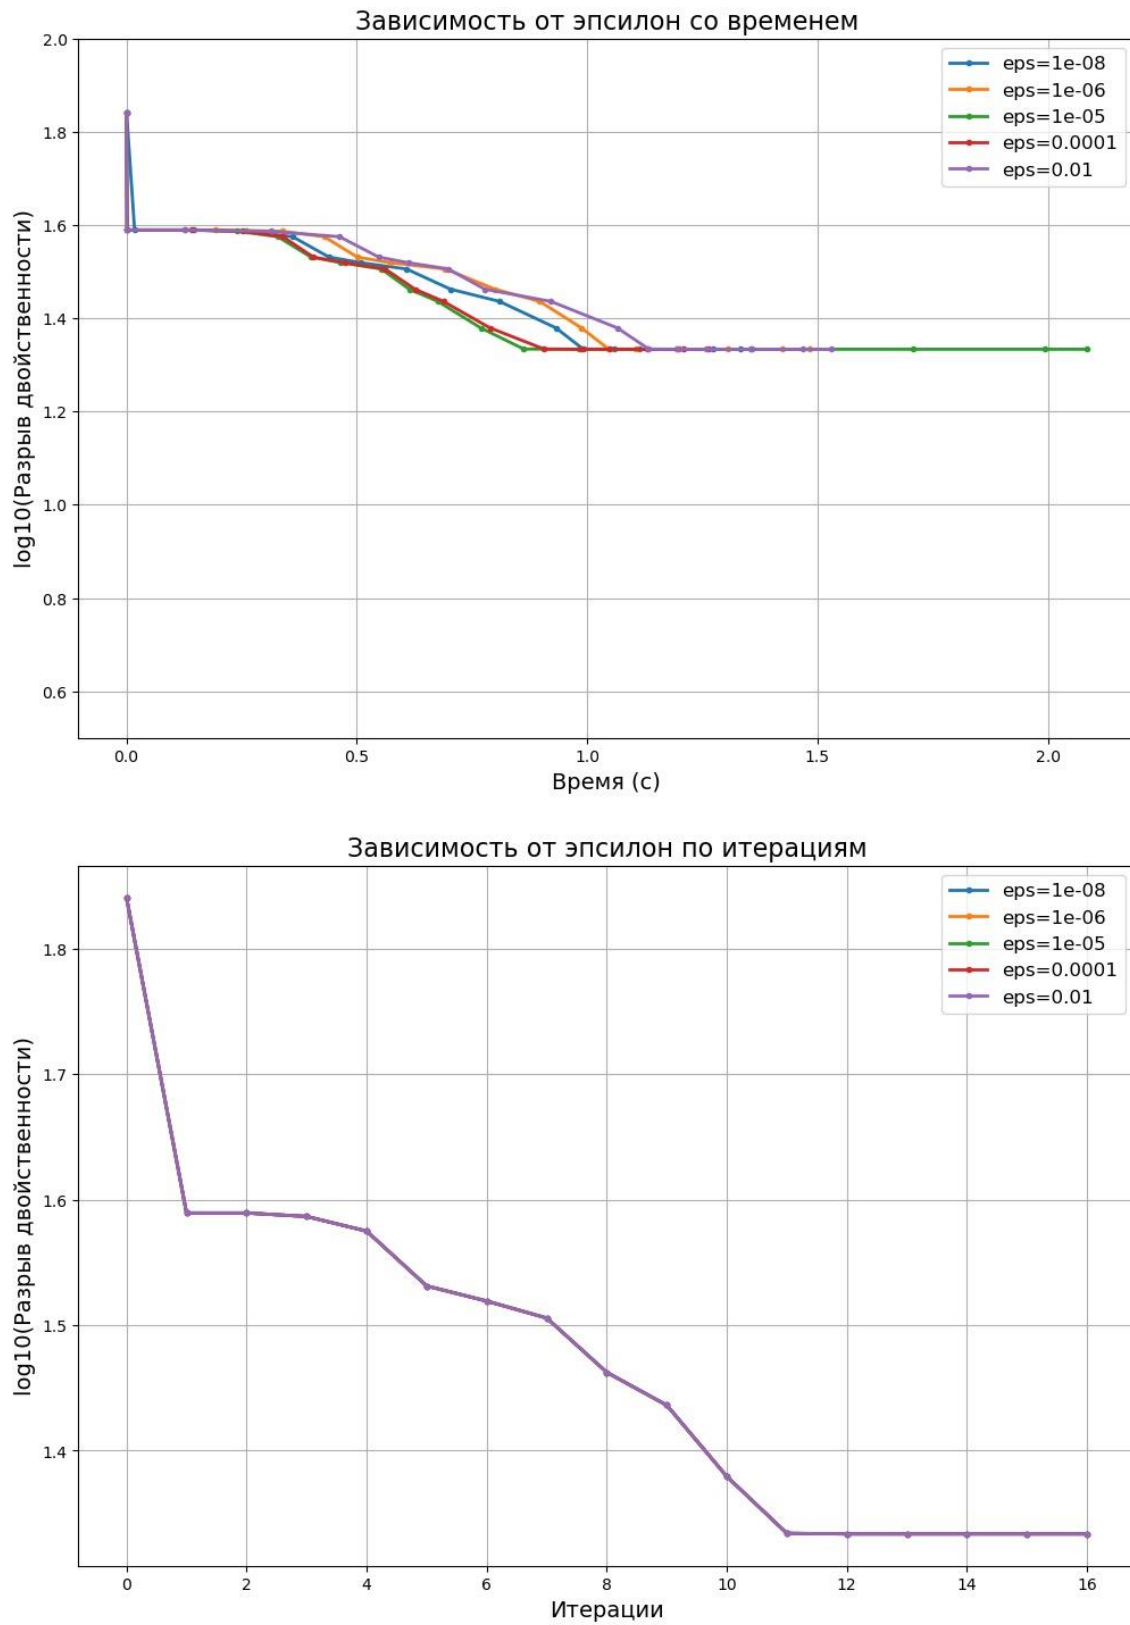 Зависимость от эпсилон со временем
2.0
1.8
1.6
1.4
1.2
1.0
0.8
0.6
log10(Разрыв двойственности)
eps=1e-08
eps=1e-06
eps=1e-05
eps=0.0001
eps=0.01
0.0 0.5 1.0 1.5 2.0
Время (с)
Зависимость от эпсилон по итерациям
1.8
1.7
1.6
1.5
1.4
log10(Разрыв двойственности)
eps=1e-08
eps=1e-06
eps=1e-05
eps=0.0001
eps=0.01
0 2 4 6 8 10 12 14 16
Итерации